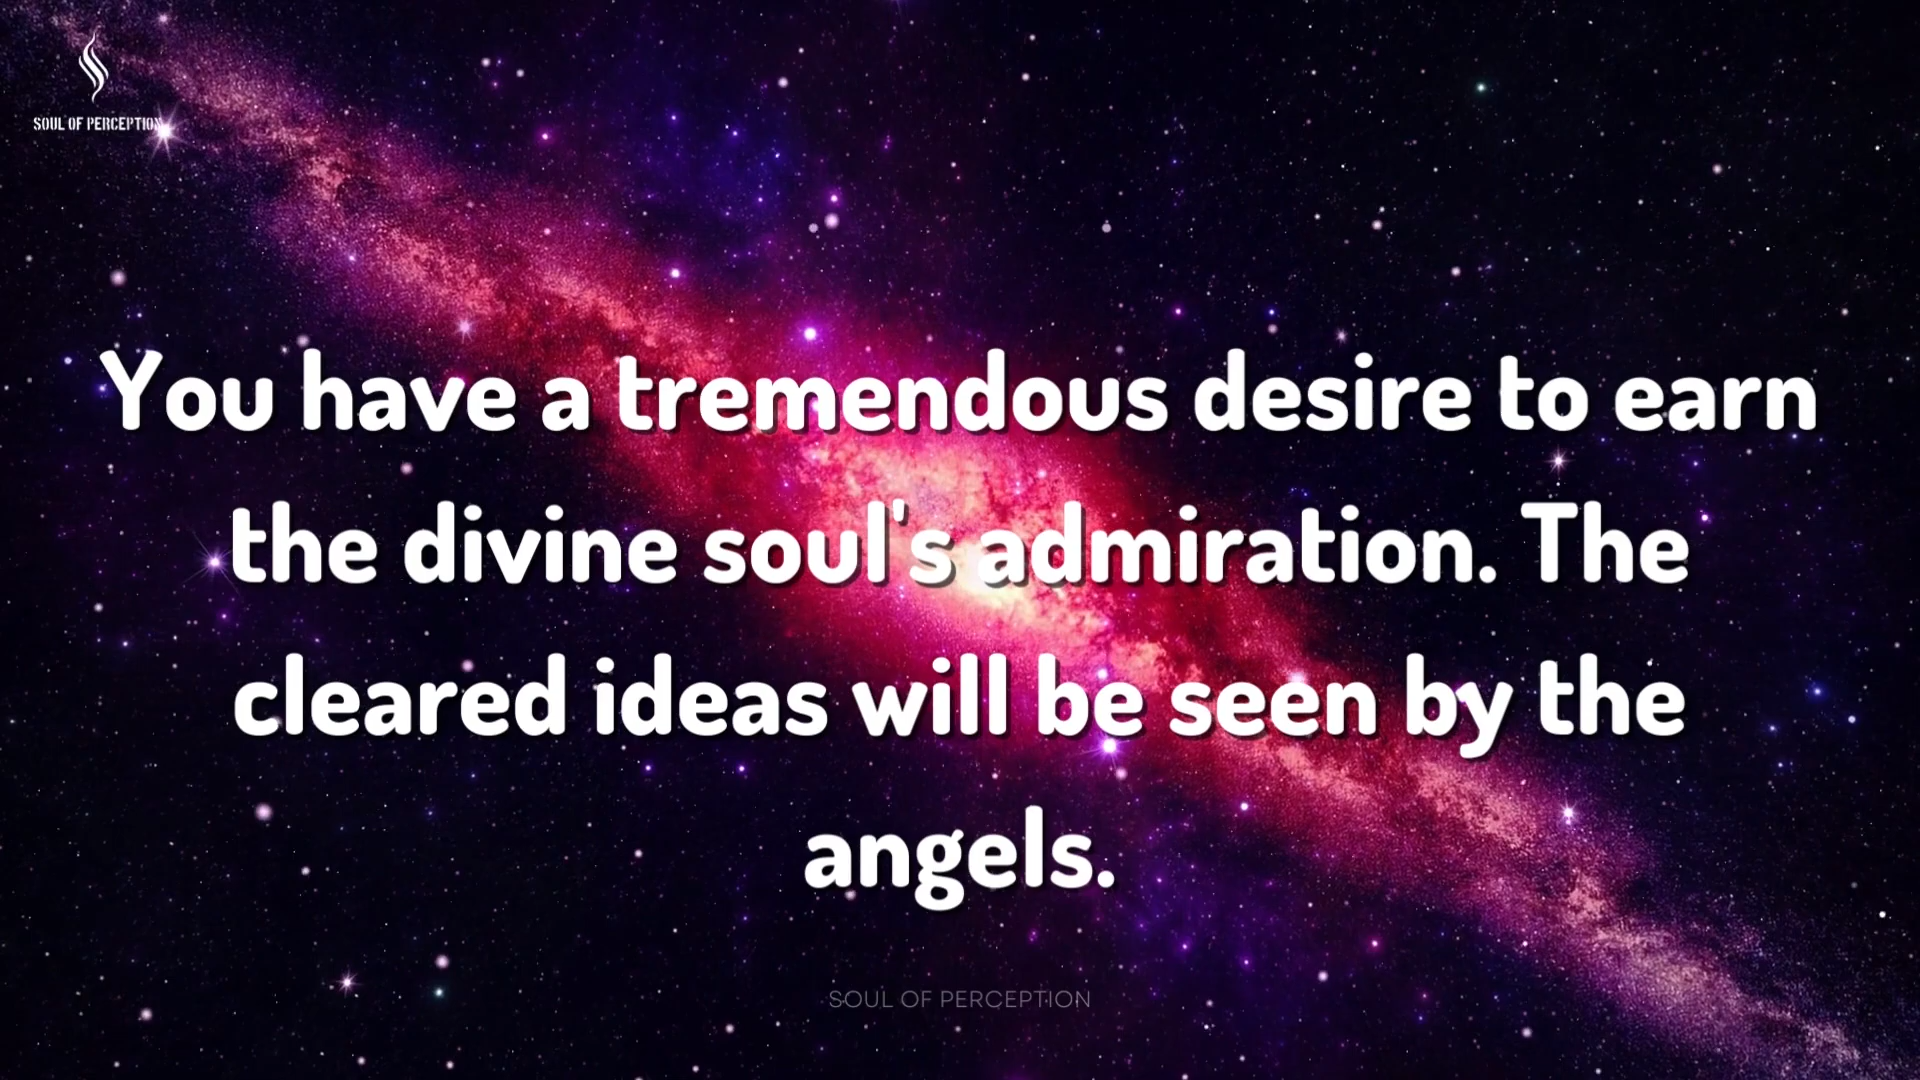 SOUL OF PERCEPTION
You have a tremendous desire to earn
the divine soul's admiration. The
cleared ideas will be seen by the
angels.
SOUL OF PERCEPTION